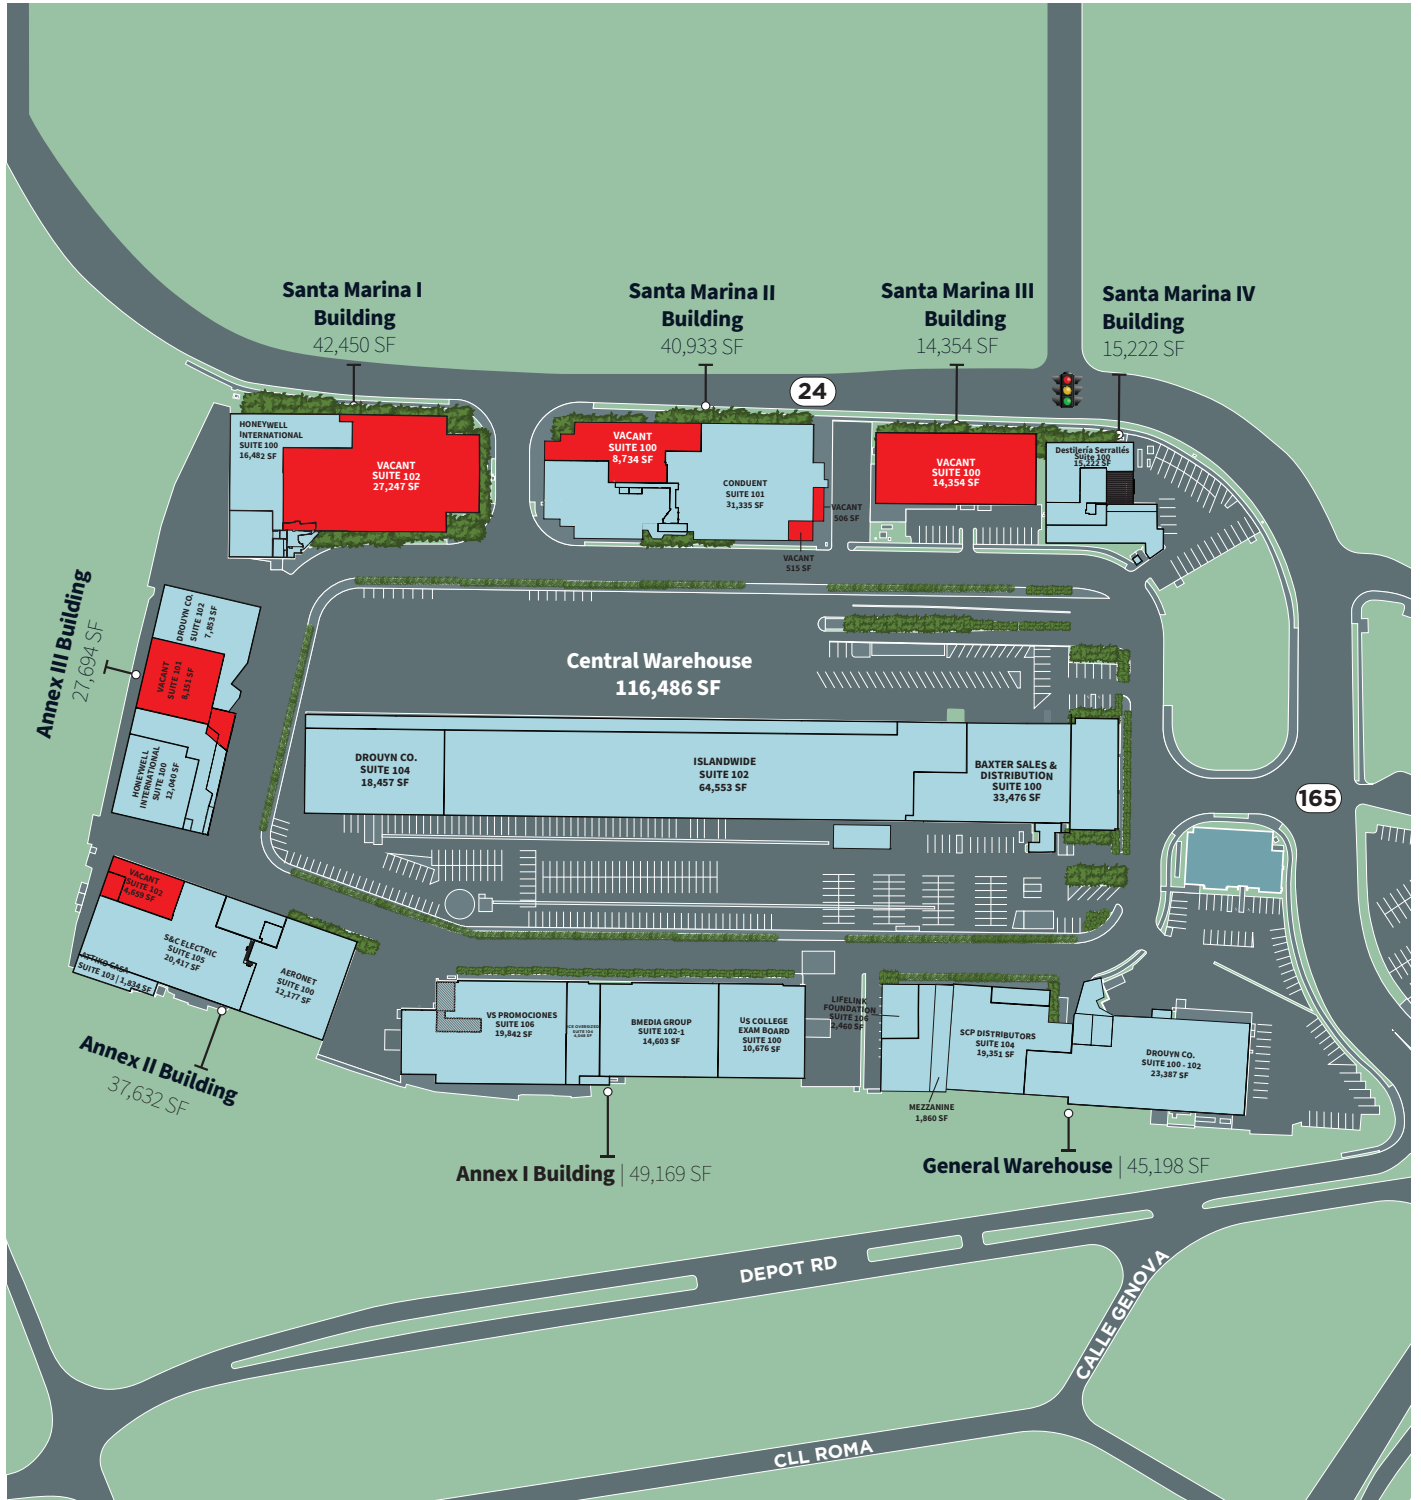 Santa Marina I
Building
42,450 SF
Santa Marina II
Building
40,933 SF
Santa Marina III
Building
14,354 SF
Santa Marina IV
Building
15,222 SF
24
HONEYWELL
INTERNATIONAL
SUITE 100
16,482 SF
VACANT
SUITE 102
27,247 SF
VACANT
SUITE 100
8,734 SF
CONDUENT
SUITE 101
31,335 SF
VACANT
506 SF
VACANT
515 SF
VACANT
SUITE 100
14,354 SF
Destilería Serrallés
Suite 100
15,222 SF
Annex III Building
27,694 SF
DROUYN CO.
SUITE 102
7,853 SF
VACANT
SUITE 101
8,151 SF
HONEYWELL
INTERNATIONAL
SUITE 100
12,040 SF
Central Warehouse
116,486 SF
DROUYN CO.
SUITE 104
18,457 SF
ISLANDWIDE
SUITE 102
64,553 SF
BAXTER SALES &
DISTRIBUTION
SUITE 100
33,476 SF
165
VACANT
SUITE 102
4,659 SF
S&C ELECTRIC
SUITE 105
20,417 SF
ATTIKO CASA
SUITE 103 | 1,834 SF
AERONET
SUITE 100
12,177 SF
Annex II Building
37,632 SF
VS PROMOCIONES
SUITE 106
19,842 SF
BMEDIA GROUP
SUITE 102-1
14,603 SF
US COLLEGE
EXAM BOARD
SUITE 100
10,676 SF
Annex I Building | 49,169 SF
LIFELINK
FOUNDATION
SUITE 106
2,460 SF
SCP DISTRIBUTORS
SUITE 104
19,351 SF
DROUYN CO.
SUITE 100 - 102
23,387 SF
MEZZANINE
1,860 SF
General Warehouse | 45,198 SF
DEPOT RD
CALLE GENOVA
CLL ROMA